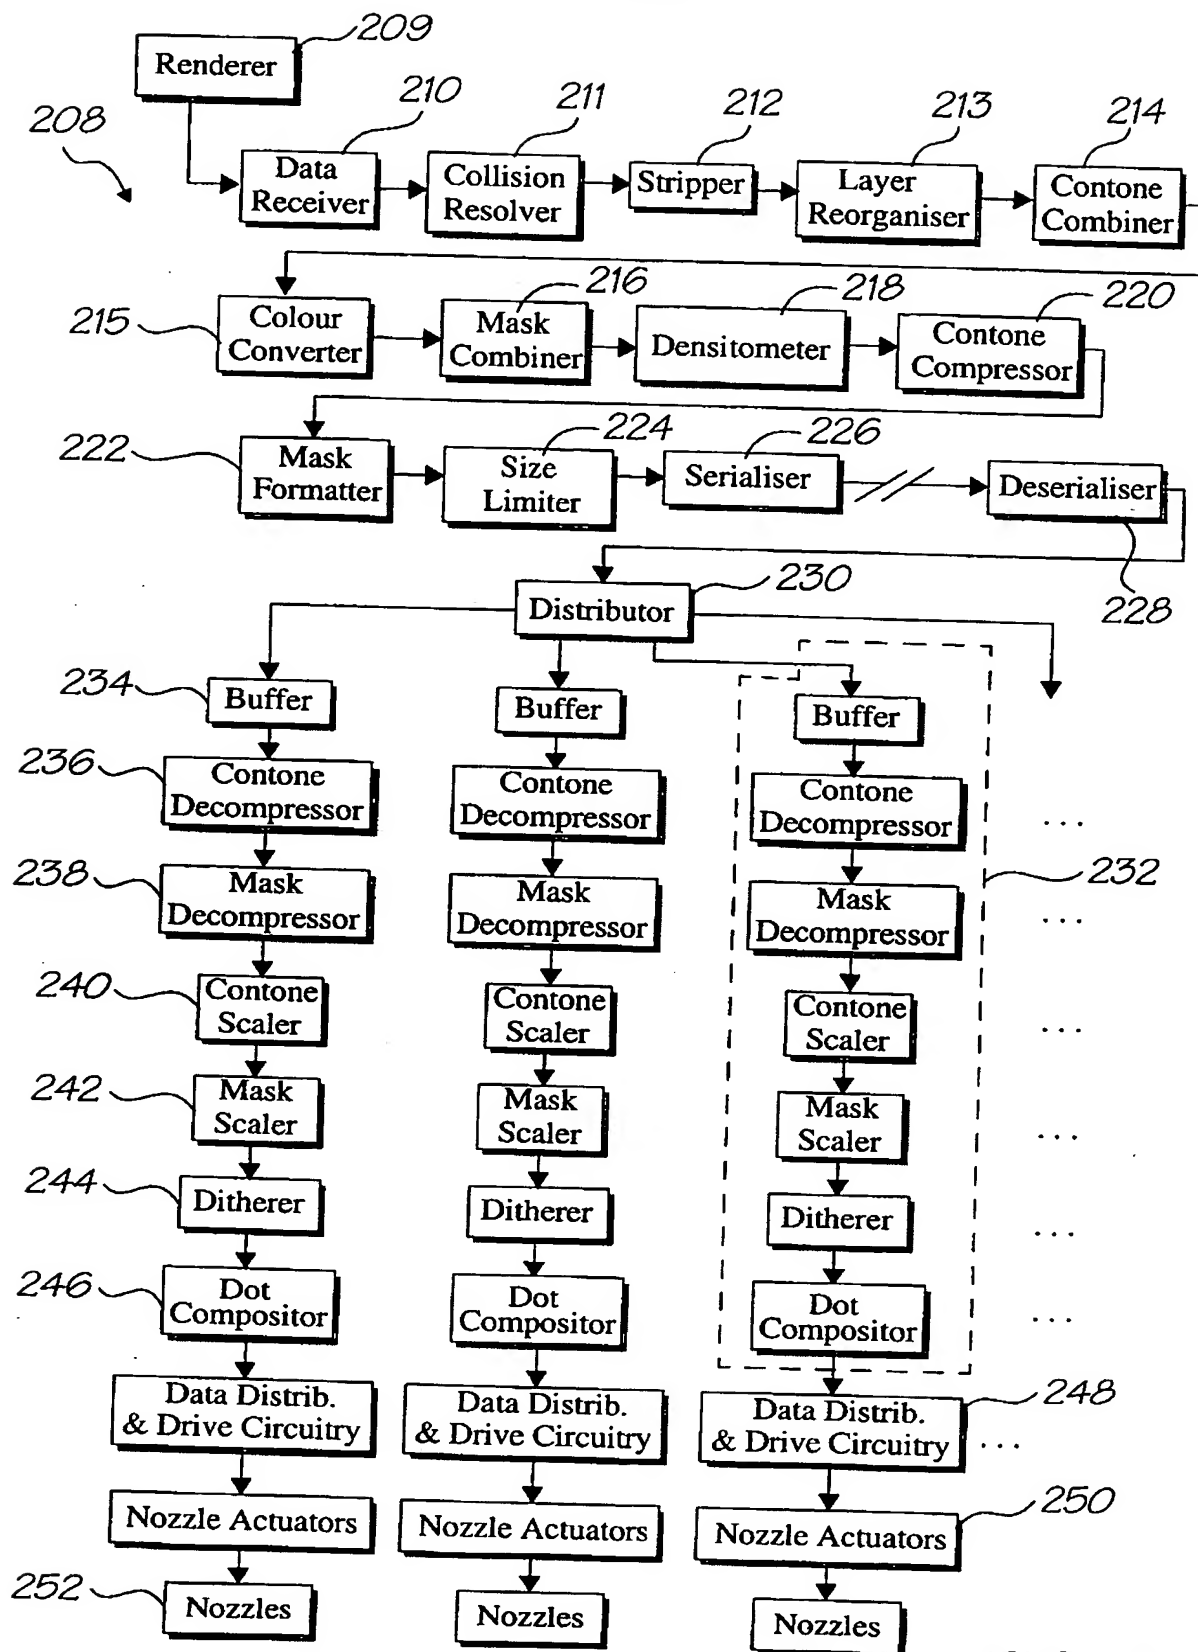 209
Renderer
208
210
211
212
213
214
Data
Receiver
Collision
Resolver
Stripper
Layer
Reorganiser
Contone
Combiner
215
Colour
Converter
216
Mask
Combiner
218
Densitometer
220
Contone
Compressor
222
Mask
Formatter
224
Size
Limiter
226
Serialiser
Deserialiser
228
230
Distributor
232
234
Buffer
Buffer
Buffer
236
Contone
Decompressor
Contone
Decompressor
Contone
Decompressor
...
238
Mask
Decompressor
Mask
Decompressor
Mask
Decompressor
...
240
Contone
Scaler
Contone
Scaler
Contone
Scaler
...
242
Mask
Scaler
Mask
Scaler
Mask
Scaler
...
244
Ditherer
Ditherer
Ditherer
...
246
Dot
Compositor
Dot
Compositor
Dot
Compositor
...
Data Distrib.
& Drive Circuitry
Data Distrib.
& Drive Circuitry
Data Distrib.
& Drive Circuitry
248
...
Nozzle Actuators
Nozzle Actuators
Nozzle Actuators
250
252
Nozzles
Nozzles
Nozzles